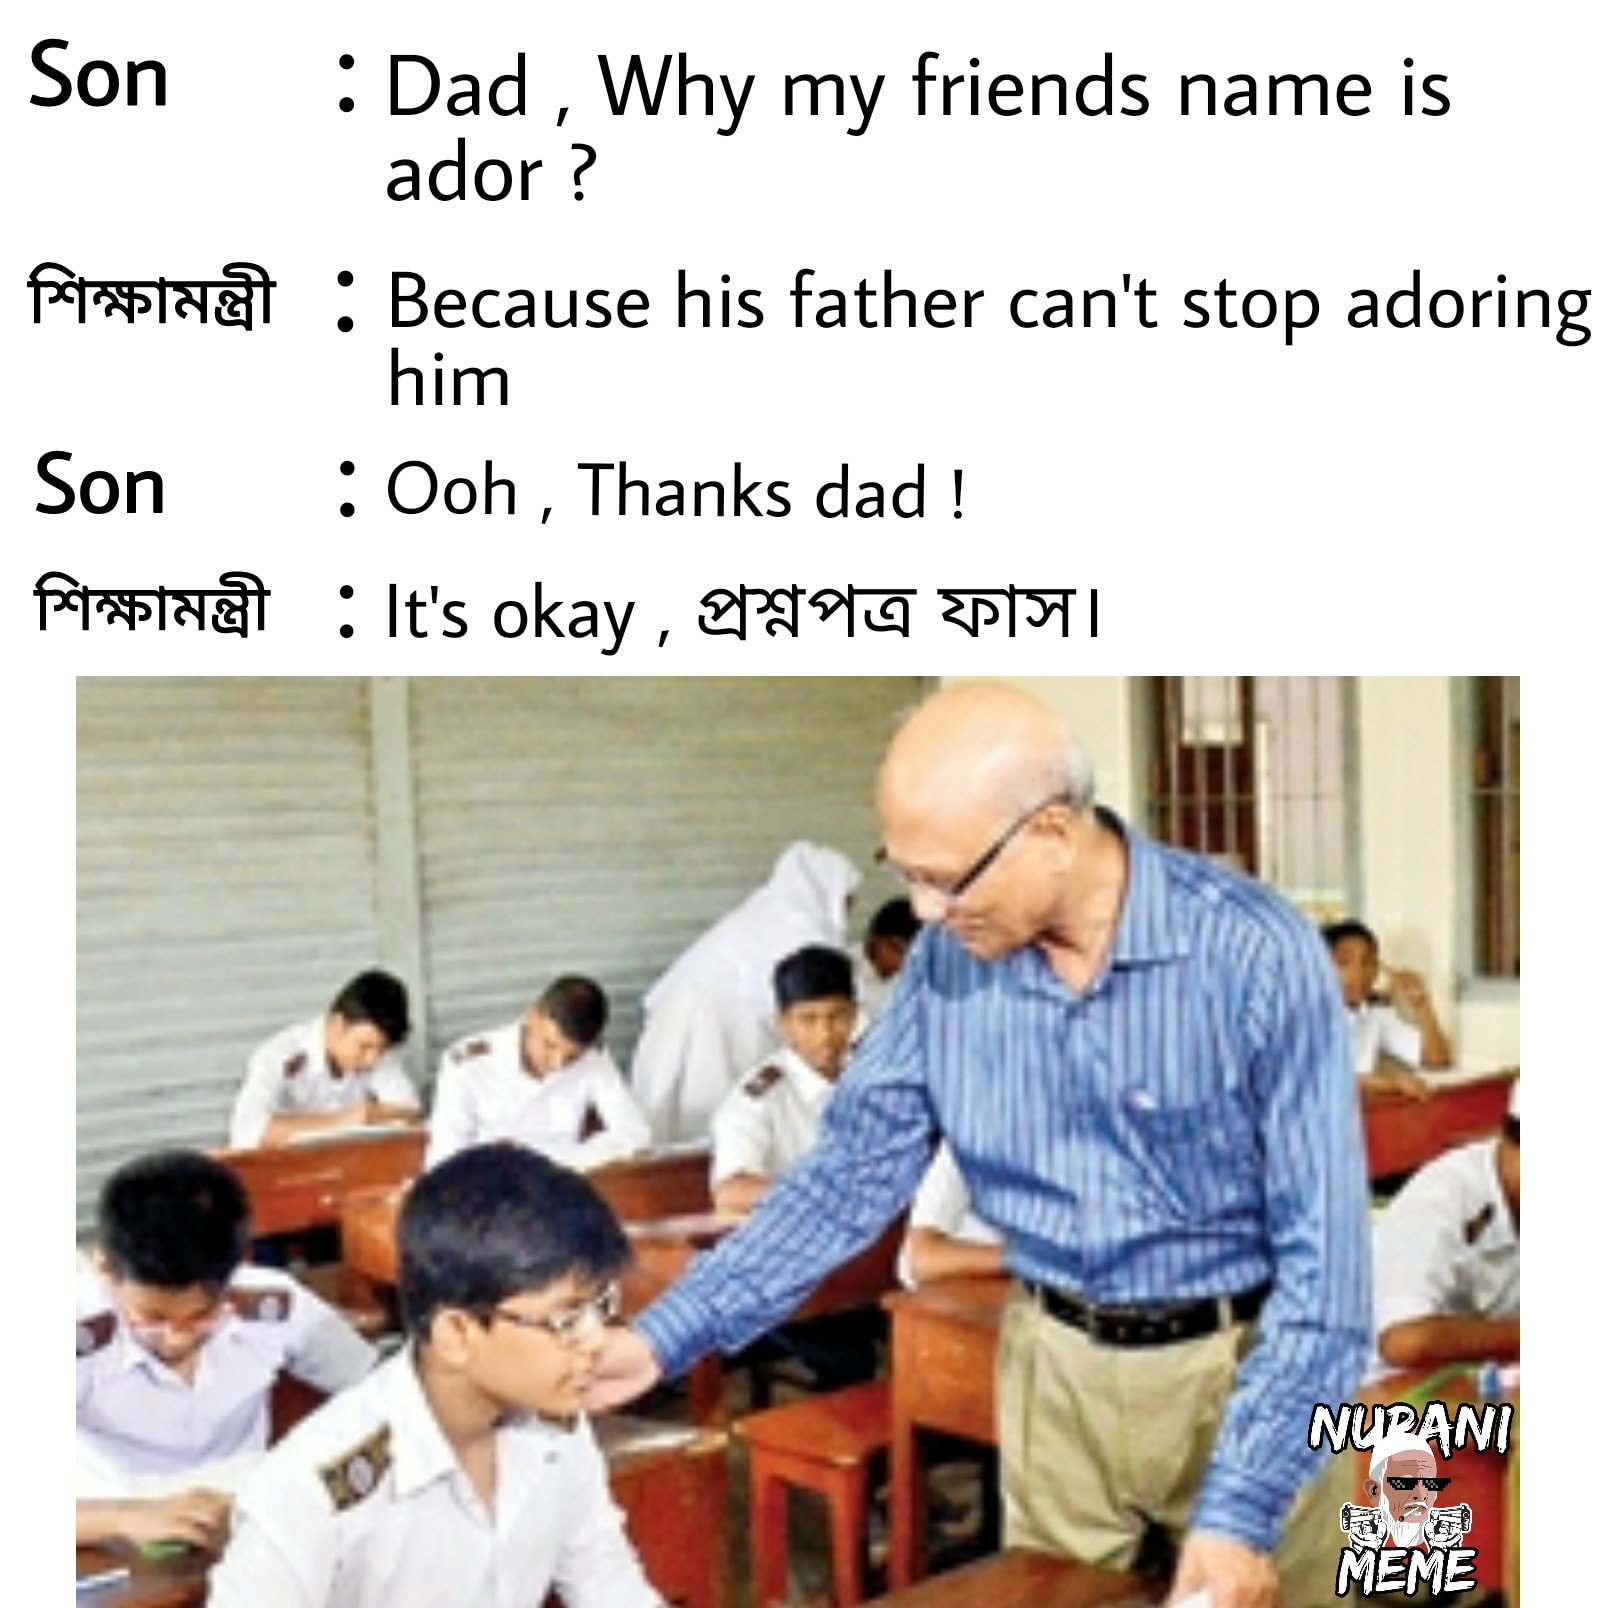 Son : Dad , Why my friends name is
ador ?
শিক্ষামন্ত্রী : Because his father can't stop adoring
him
Son : Ooh , Thanks dad !
শিক্ষামন্ত্রী : It's okay , প্রশ্নপত্র ফাস।
NURANI
MEME